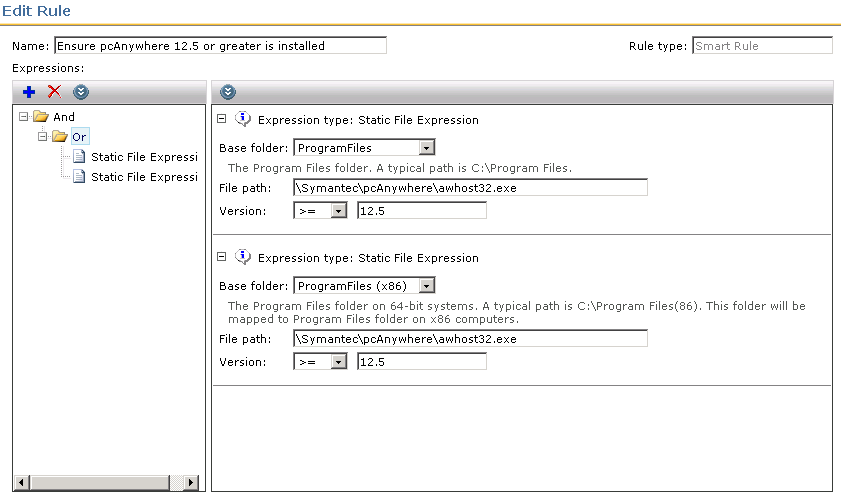 Edit Rule
Name: Ensure pcAnywhere 12.5 or greater is installed Rule type: Smart Rule
Expressions:
And
Or
Static File Expressi
Static File Expressi
Expression type: Static File Expression
Base folder: ProgramFiles
The Program Files folder. A typical path is C:\Program Files.
File path: \Symantec\pcAnywhere\awhost32.exe
Version: >= 12.5
Expression type: Static File Expression
Base folder: ProgramFiles (x86)
The Program Files folder on 64-bit systems. A typical path is C:\Program Files(86). This folder will be
mapped to Program Files folder on x86 computers.
File path: \Symantec\pcAnywhere\awhost32.exe
Version: >= 12.5